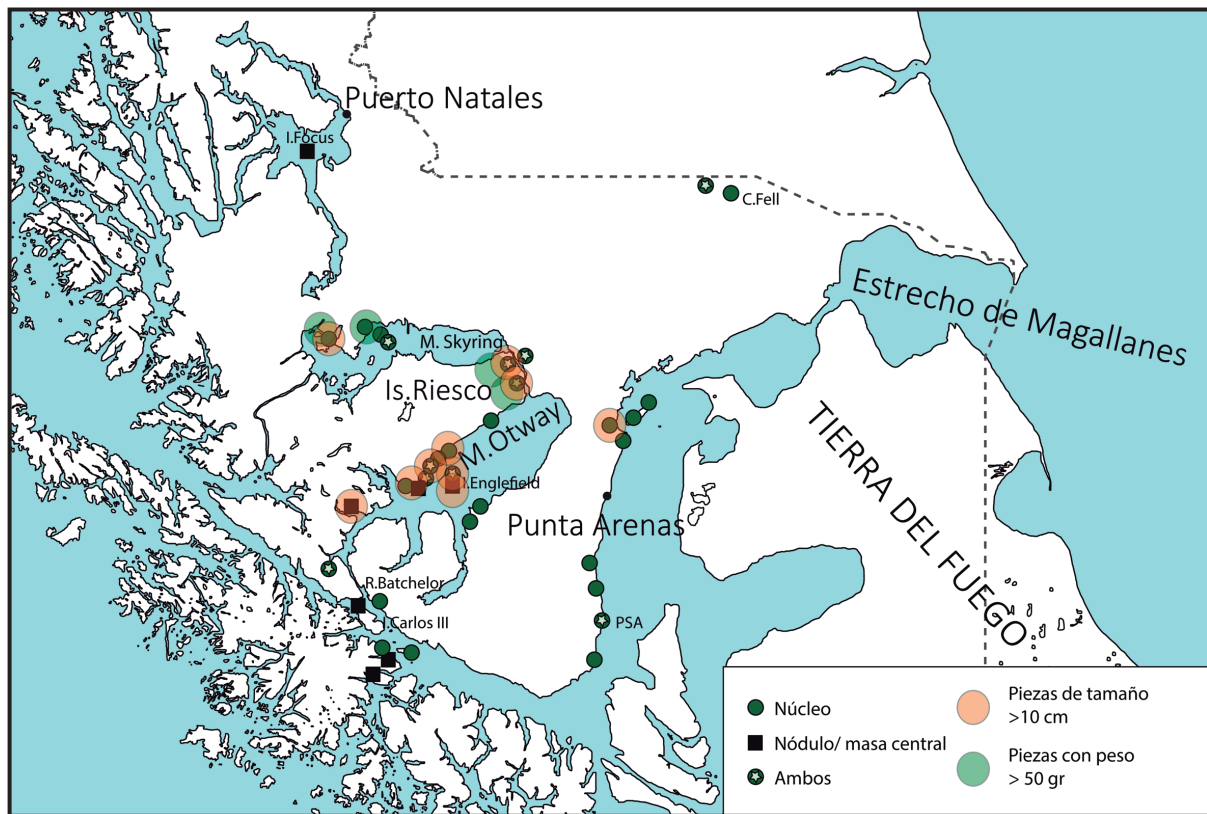 Puerto Natales
I.Focus
C.Fell
Estrecho de Magallanes
M. Skyring
Is.Riesco
M.Otway
I.Englefield
Punta Arenas
TIERRA DEL FUEGO
R.Batchelor
I.Carlos III
PSA
Núcleo
Nódulo/ masa central
Ambos
Piezas de tamaño
>10 cm
Piezas con peso
> 50 gr